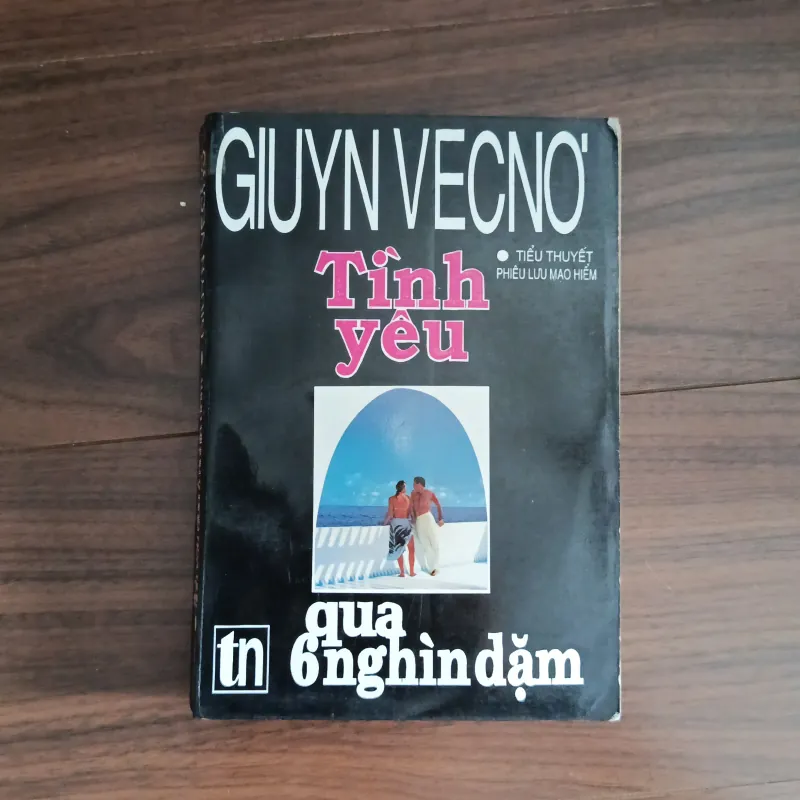 GIUYN VECNƠ
● TIỂU THUYẾT
PHIÊU LƯU MẠO HIỂM
Tình
yêu
qua
6 nghìn dặm
tn